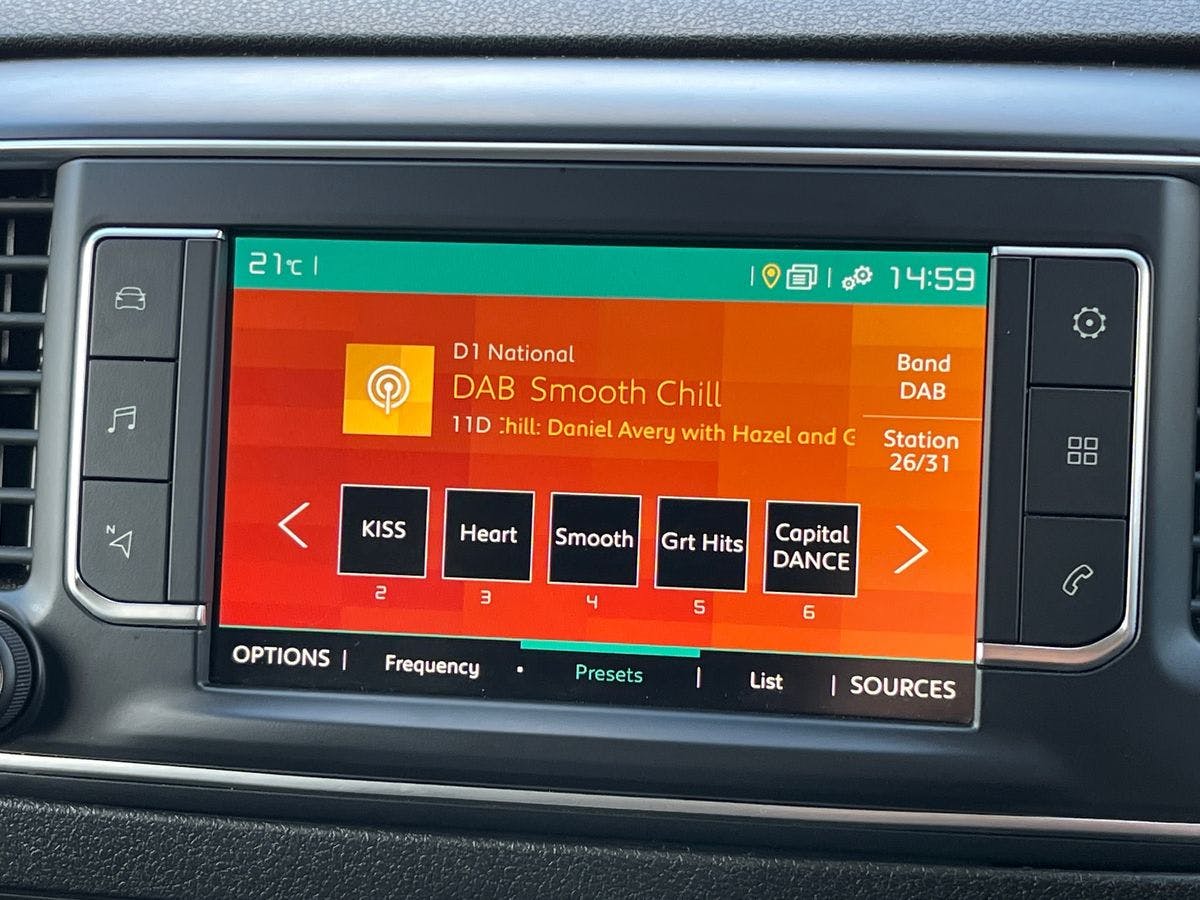 21°C
14:59
D1 National
DAB Smooth Chill
11D :hill: Daniel Avery with Hazel and G
Band
DAB
Station
26/31
KISS
Heart
Smooth
Grt Hits
Capital
DANCE
2
3
4
5
6
OPTIONS
Frequency
Presets
List
SOURCES
N